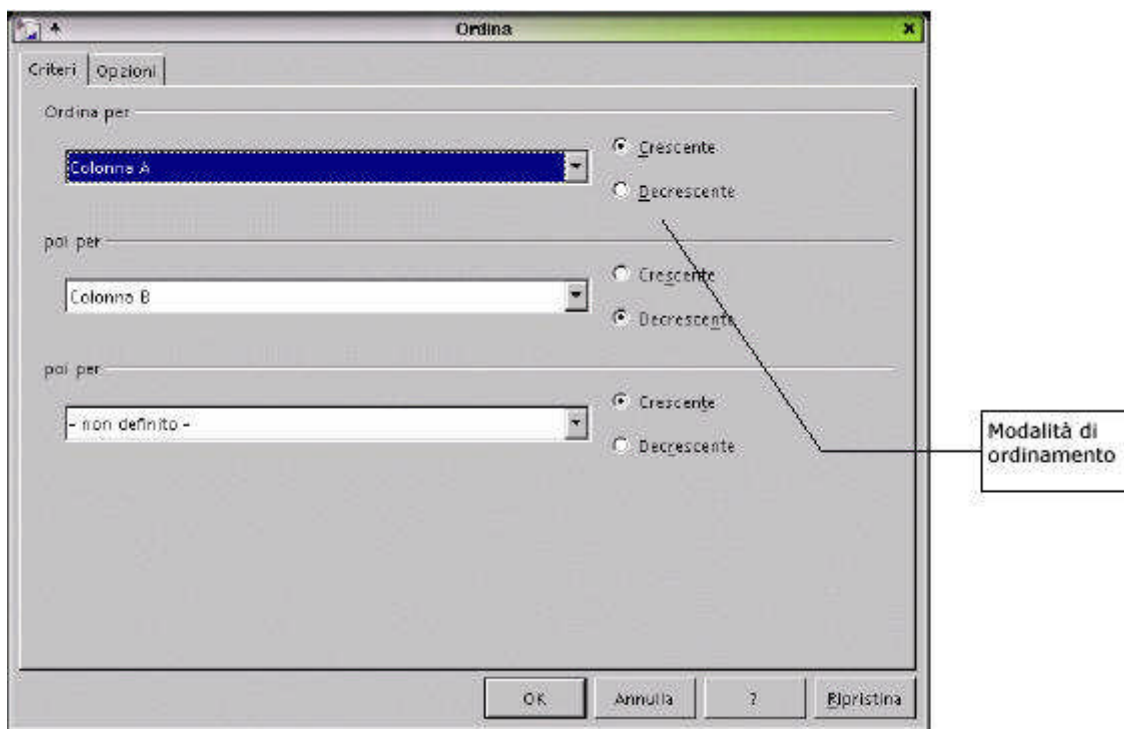 Ordina
Criteri Opzioni
Ordina per
Colonna A
Crescente
Decrescente
poi per
Colonna B
Crescente
Decrescente
poi per
- non definito -
Crescente
Decrescente
Modalità di
ordinamento
OK Annulla ? Ripristina